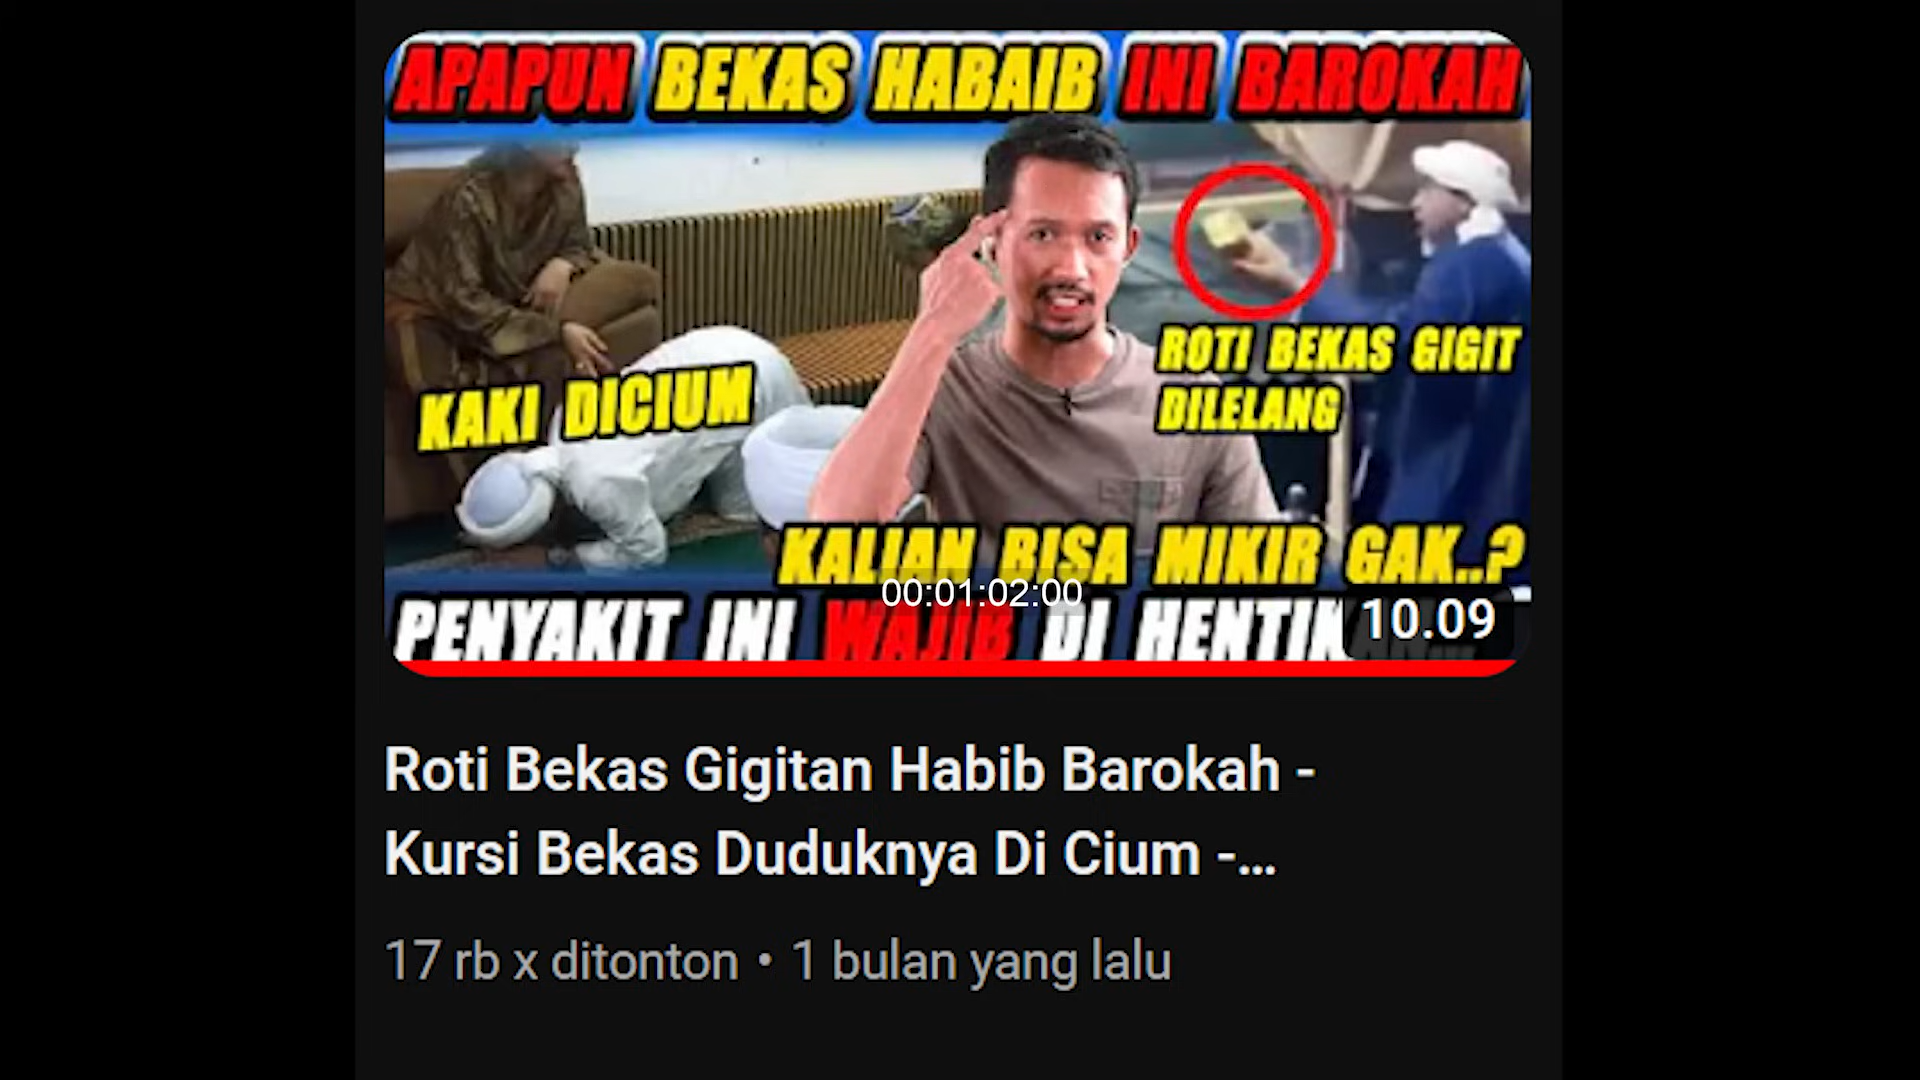 APAPUN BEKAS HABAIB INI BAROKAH
KAKI DICIUM
ROTI BEKAS GIGIT
DILELANG
KALIAN BISA MIKIR GAK..?
00:01:02:00
PENYAKIT INI WAJIB DI
10.09
Roti Bekas Gigitan Habib Barokah -
Kursi Bekas Duduknya Di Cium -...
17 rb x ditonton • 1 bulan yang lalu